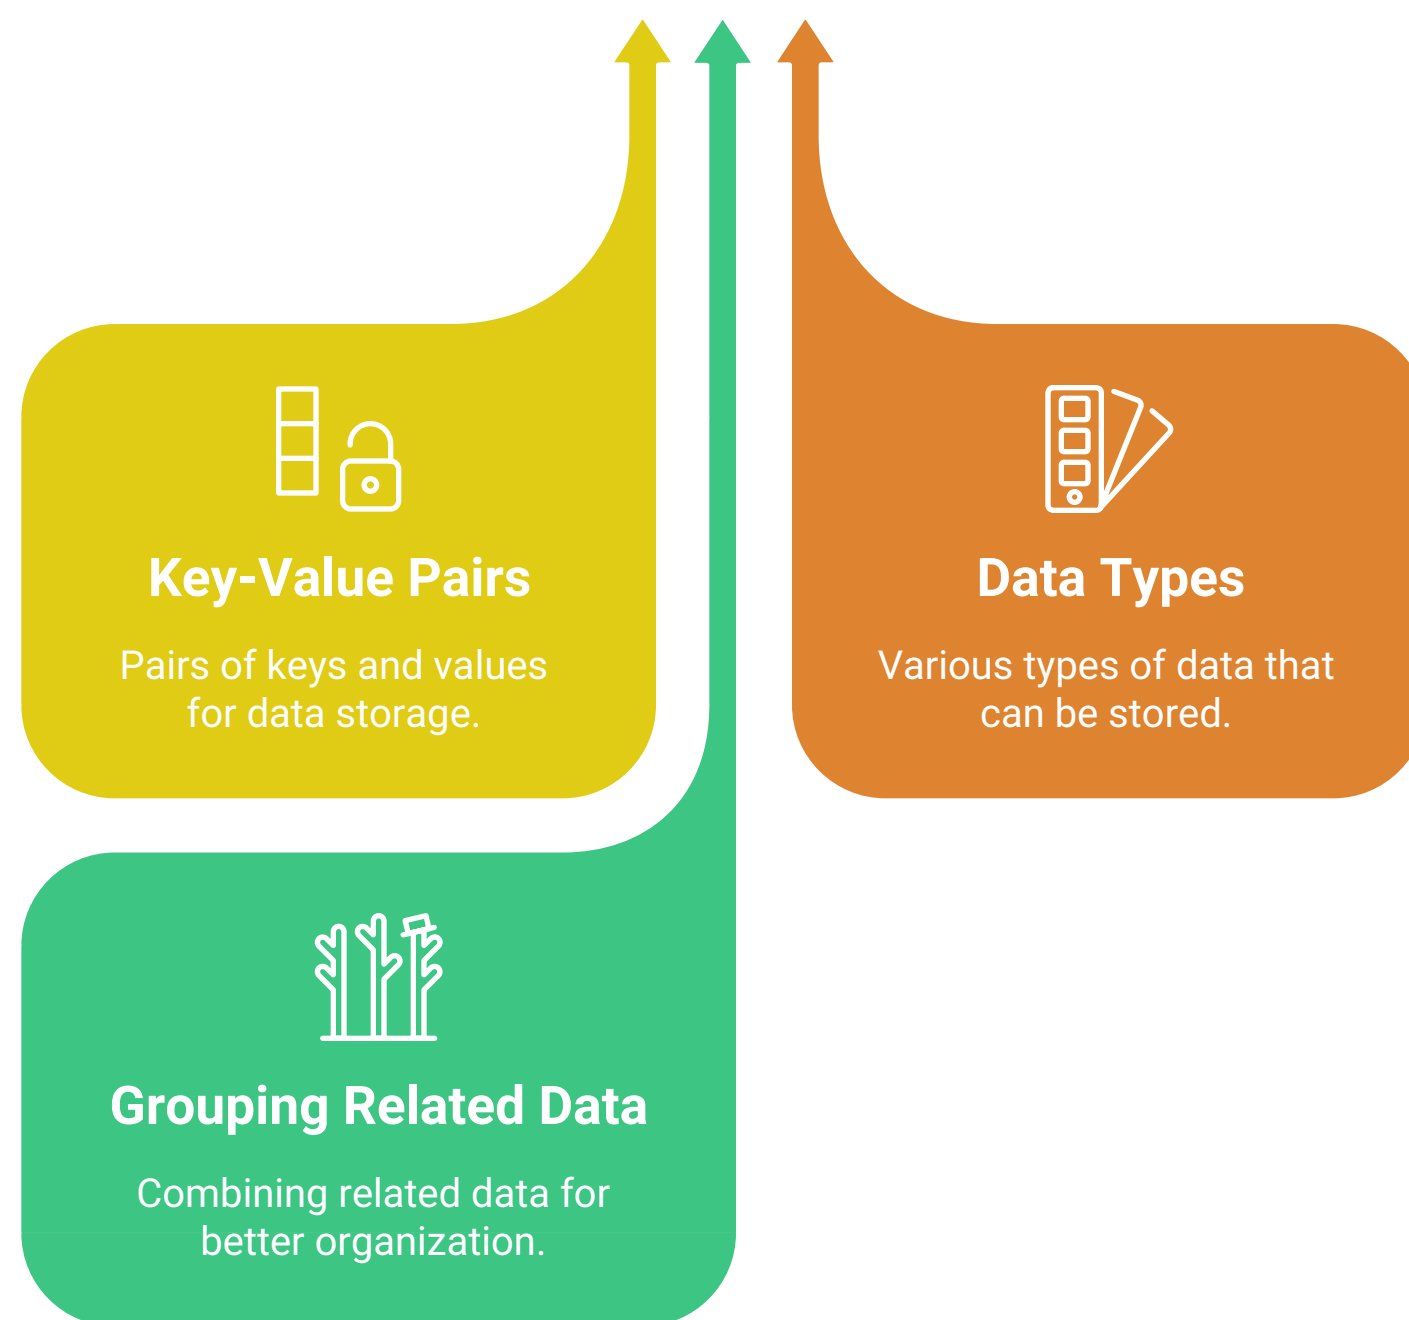 Key-Value Pairs
Pairs of keys and values
for data storage.
Data Types
Various types of data that
can be stored.
Grouping Related Data
Combining related data for
better organization.